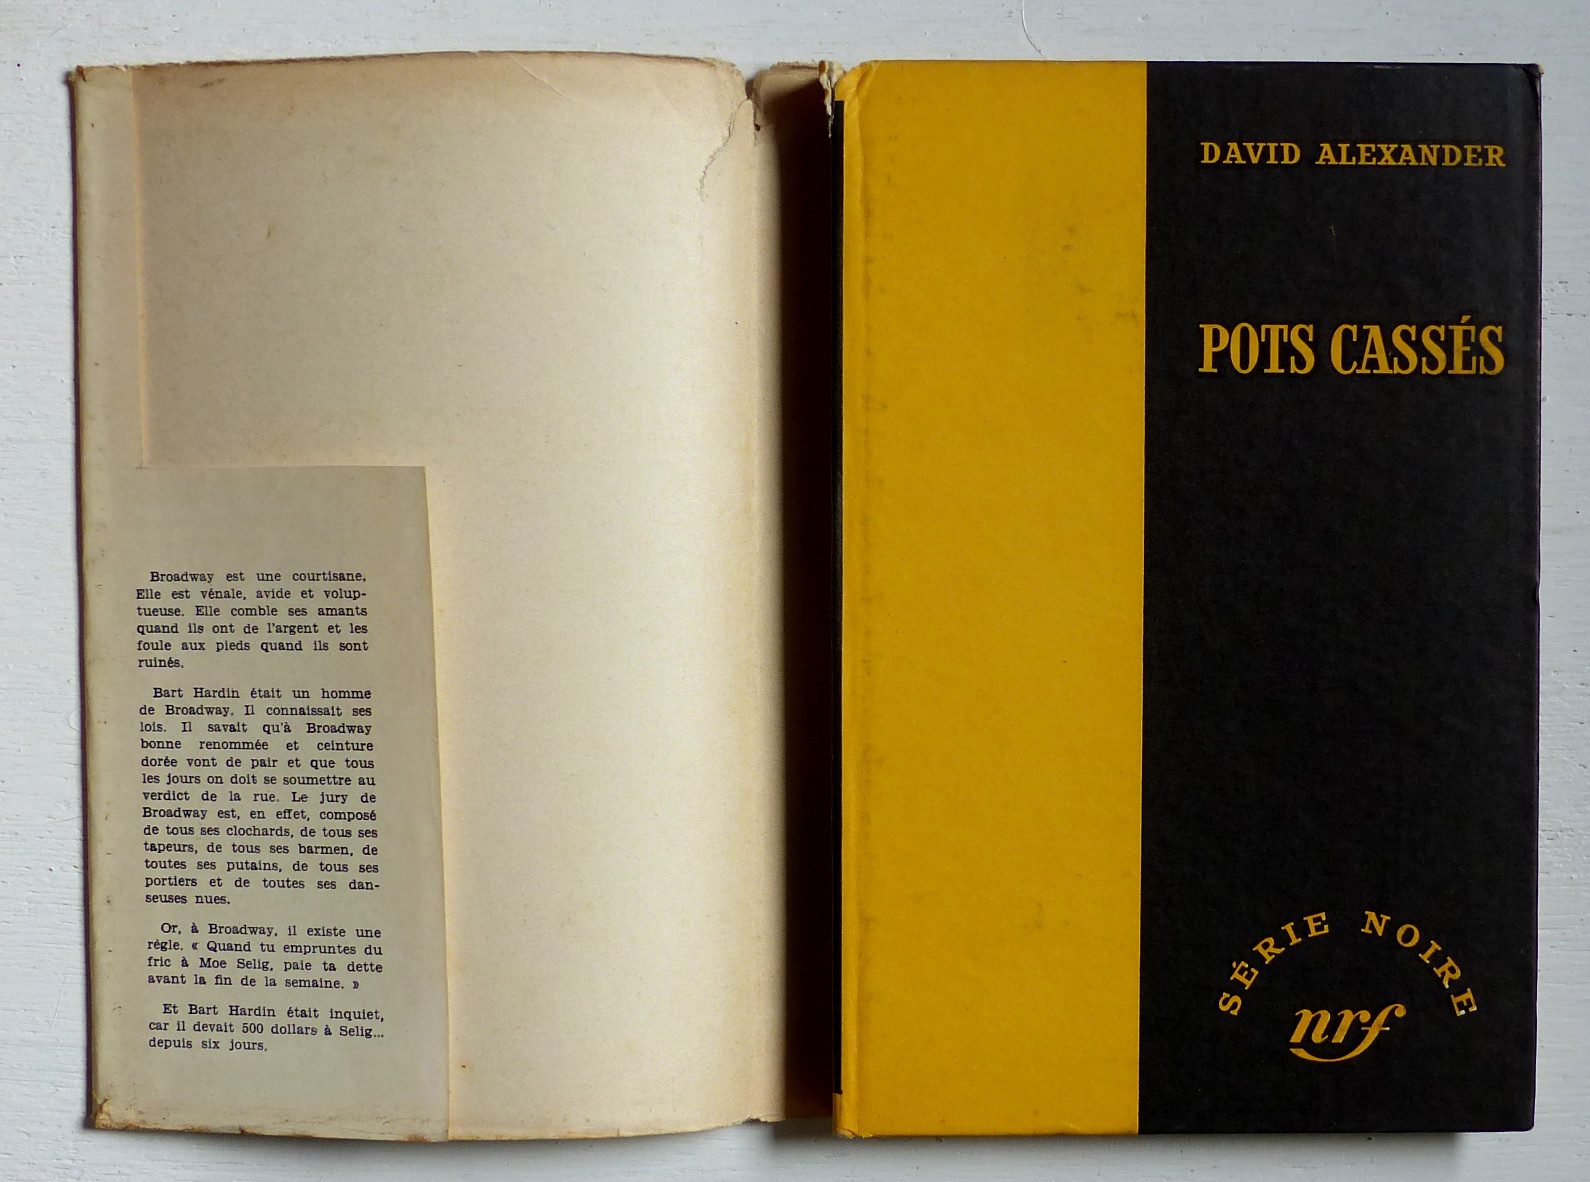 Broadway est une courtisane.
Elle est vénale, avide et volup-
tueuse. Elle comble ses amants
quand ils ont de l'argent et les
foule aux pieds quand ils sont
ruinés.
Bart Hardin était un homme
de Broadway. Il connaissait ses
lois. Il savait qu'à Broadway
bonne renommée et ceinture
dorée vont de pair et que tous
les jours on doit se soumettre au
verdict de la rue. Le jury de
Broadway est, en effet, composé
de tous ses clochards, de tous ses
tapeurs, de tous ses barmen, de
toutes ses putains, de tous ses
portiers et de toutes ses dan-
seuses nues.
Or, à Broadway, il existe une
règle. « Quand tu empruntes du
fric à Moe Selig, paie ta dette
avant la fin de la semaine. »
Et Bart Hardin était inquiet,
car il devait 500 dollars à Selig...
depuis six jours.
DAVID ALEXANDER
POTS CASSÉS
SÉRIE NOIRE
nrf